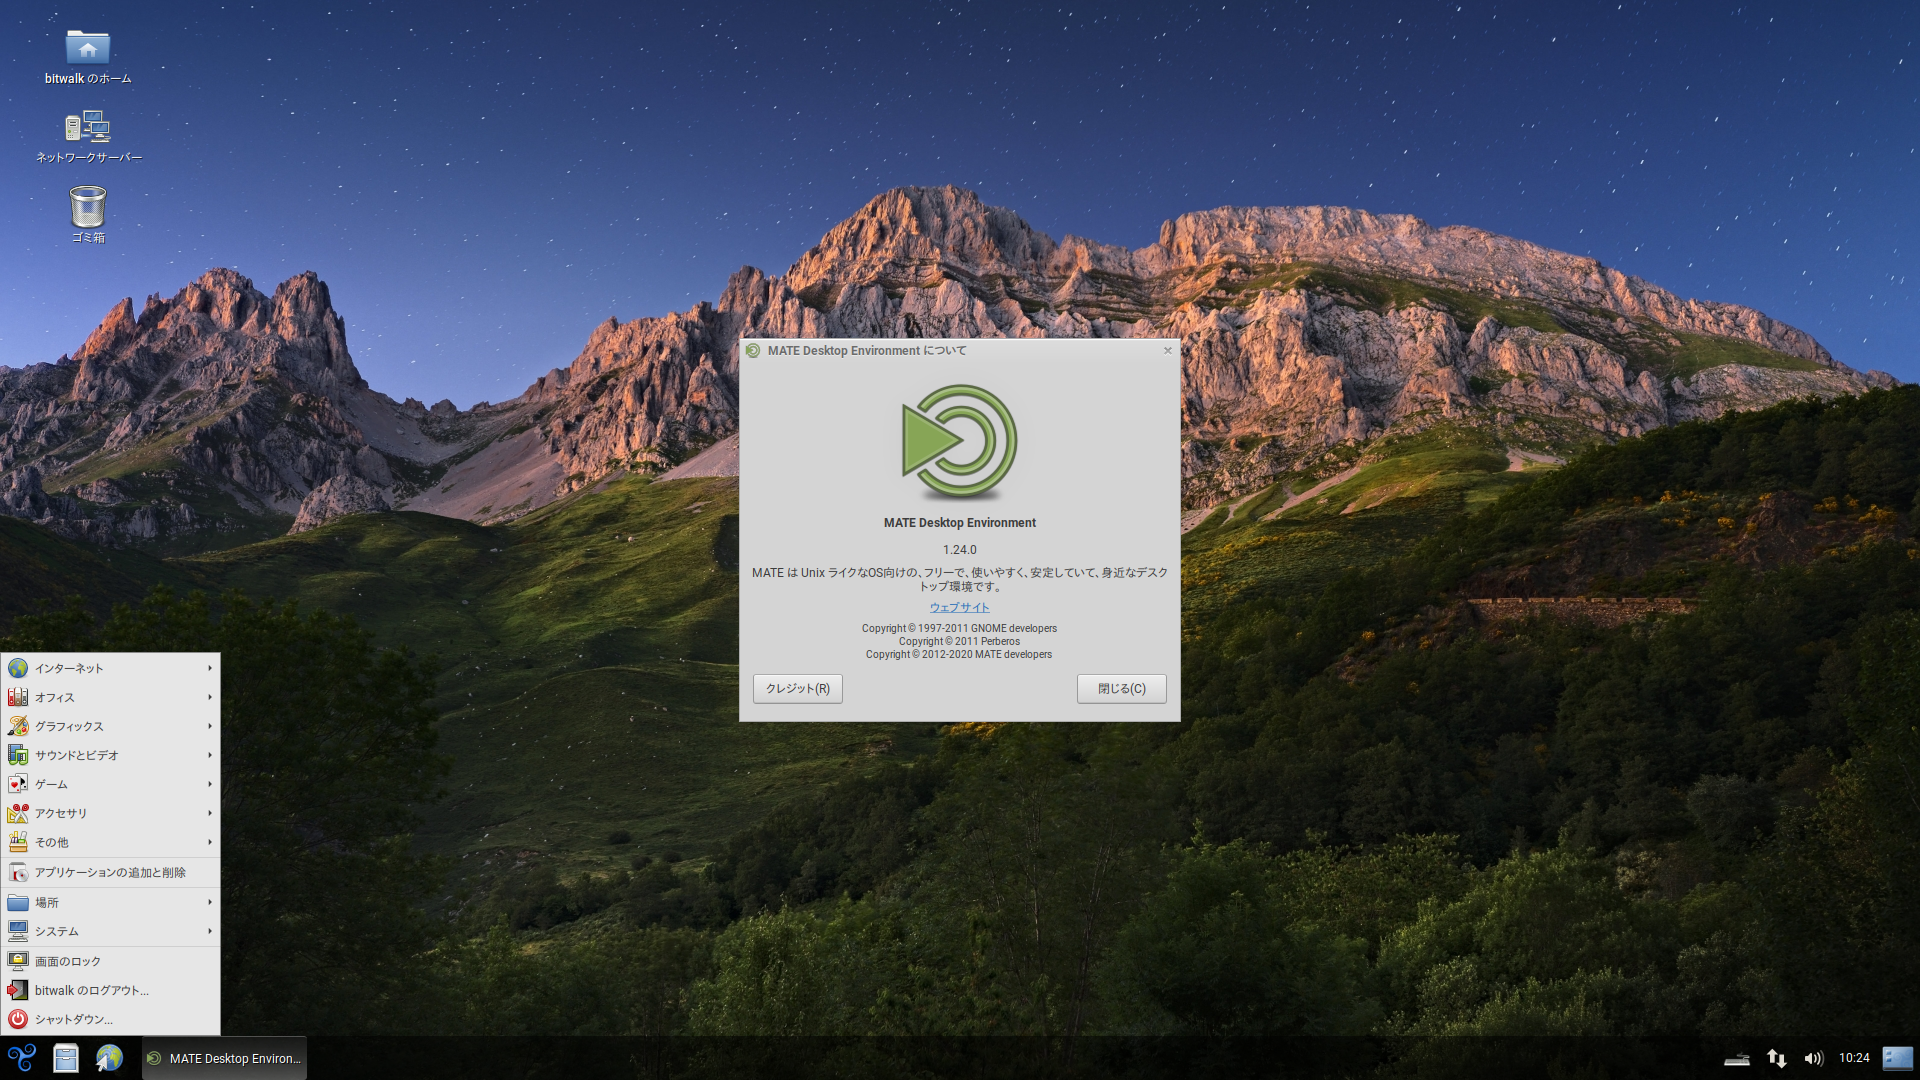 bitwalk のホーム
ネットワークサーバー
ゴミ箱
MATE Desktop Environment について
MATE Desktop Environment
1.24.0
MATE は Unix ライクなOS向けの、フリーで、使いやすく、安定していて、身近なデスク
トップ環境です。
ウェブサイト
Copyright © 1997-2011 GNOME developers
Copyright © 2011 Perberos
Copyright © 2012-2020 MATE developers
クレジット(R)
閉じる(C)
インターネット
オフィス
グラフィックス
サウンドとビデオ
ゲーム
アクセサリ
その他
アプリケーションの追加と削除
場所
システム
画面のロック
bitwalk のログアウト...
シャットダウン...
MATE Desktop Environ...
10:24